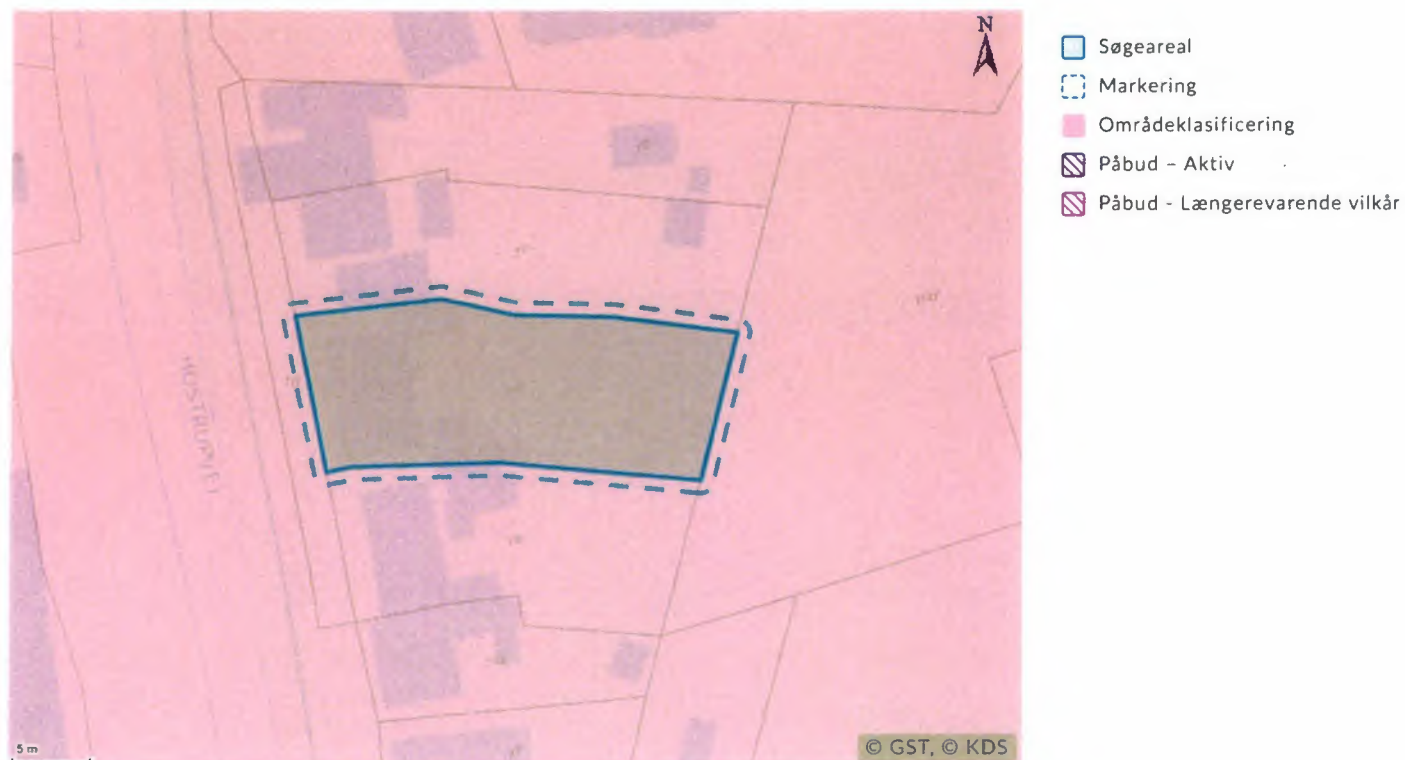 N
Søgeareal
Markering
Områdeklasificering
Påbud – Aktiv
Påbud - Længerevarende vilkår
5 m
© GST, © KDS